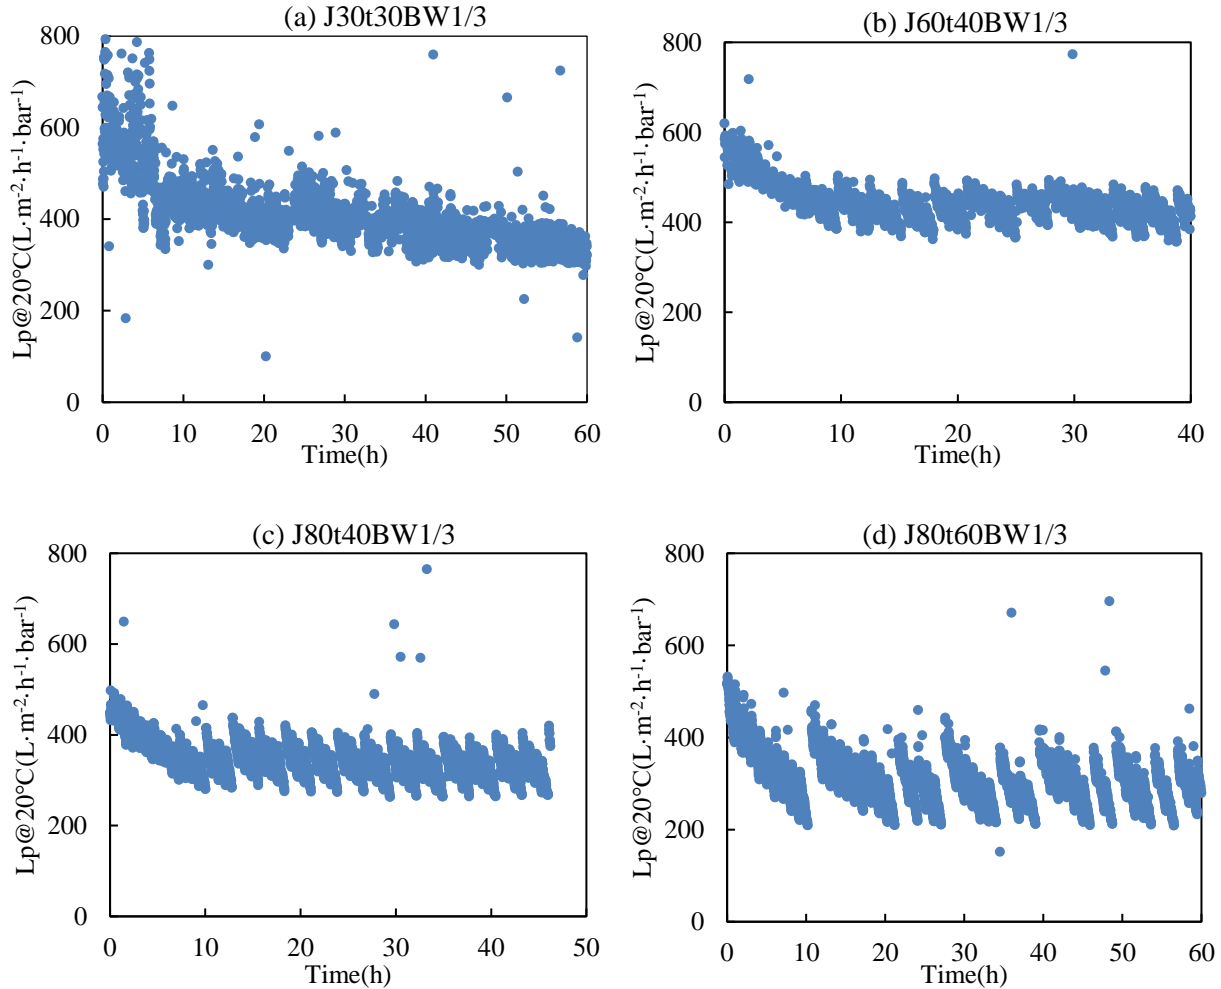 (a) J30t30BW1/3
Lp@20°C(L·m⁻²·h⁻¹·bar⁻¹)
800
600
400
200
0
0 10 20 30 40 50 60
Time(h)
(b) J60t40BW1/3
Lp@20°C(L·m⁻²·h⁻¹·bar⁻¹)
800
600
400
200
0
0 10 20 30 40
Time(h)
(c) J80t40BW1/3
Lp@20°C(L·m⁻²·h⁻¹·bar⁻¹)
800
600
400
200
0
0 10 20 30 40 50
Time(h)
(d) J80t60BW1/3
Lp@20°C(L·m⁻²·h⁻¹·bar⁻¹)
800
600
400
200
0
0 10 20 30 40 50 60
Time(h)